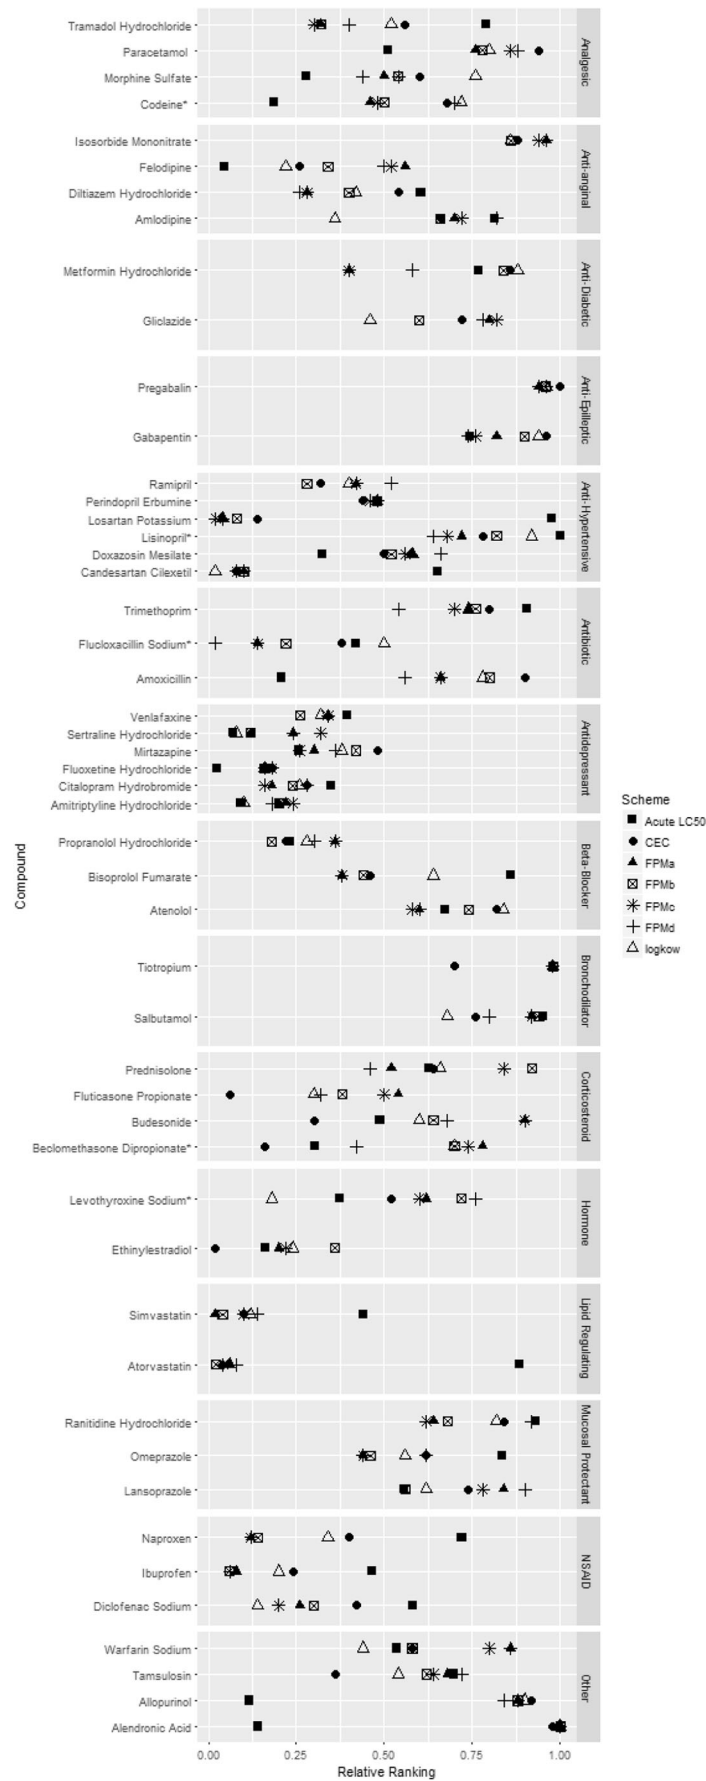 Tramadol Hydrochloride
Paracetamol
Morphine Sulfate
Codeine*
Analgesic
Isosorbide Mononitrate
Felodipine
Diltiazem Hydrochloride
Amlodipine
Anti-anginal
Metformin Hydrochloride
Gliclazide
Anti-Diabetic
Pregabalin
Gabapentin
Anti-Epilleptic
Ramipril
Perindopril Erbumine
Losartan Potassium
Lisinopril*
Doxazosin Mesilate
Candesartan Cilexetil
Anti-Hypertensive
Trimethoprim
Flucloxacillin Sodium*
Amoxicillin
Antibiotic
Venlafaxine
Sertraline Hydrochloride
Mirtazapine
Fluoxetine Hydrochloride
Citalopram Hydrobromide
Amitriptyline Hydrochloride
Antidepressant
Propranolol Hydrochloride
Bisoprolol Fumarate
Atenolol
Beta-Blocker
Tiotropium
Salbutamol
Bronchodilator
Prednisolone
Fluticasone Propionate
Budesonide
Beclomethasone Dipropionate*
Corticosteroid
Levothyroxine Sodium*
Ethinylestradiol
Hormone
Simvastatin
Atorvastatin
Lipid Regulating
Ranitidine Hydrochloride
Omeprazole
Lansoprazole
Mucosal Protectant
Naproxen
Ibuprofen
Diclofenac Sodium
NSAID
Warfarin Sodium
Tamsulosin
Allopurinol
Alendronic Acid
Other
0.00 0.25 0.50 0.75 1.00
Relative Ranking
Compound
Scheme
Acute LC50
CEC
FPMa
FPMb
FPMc
FPMd
logkow